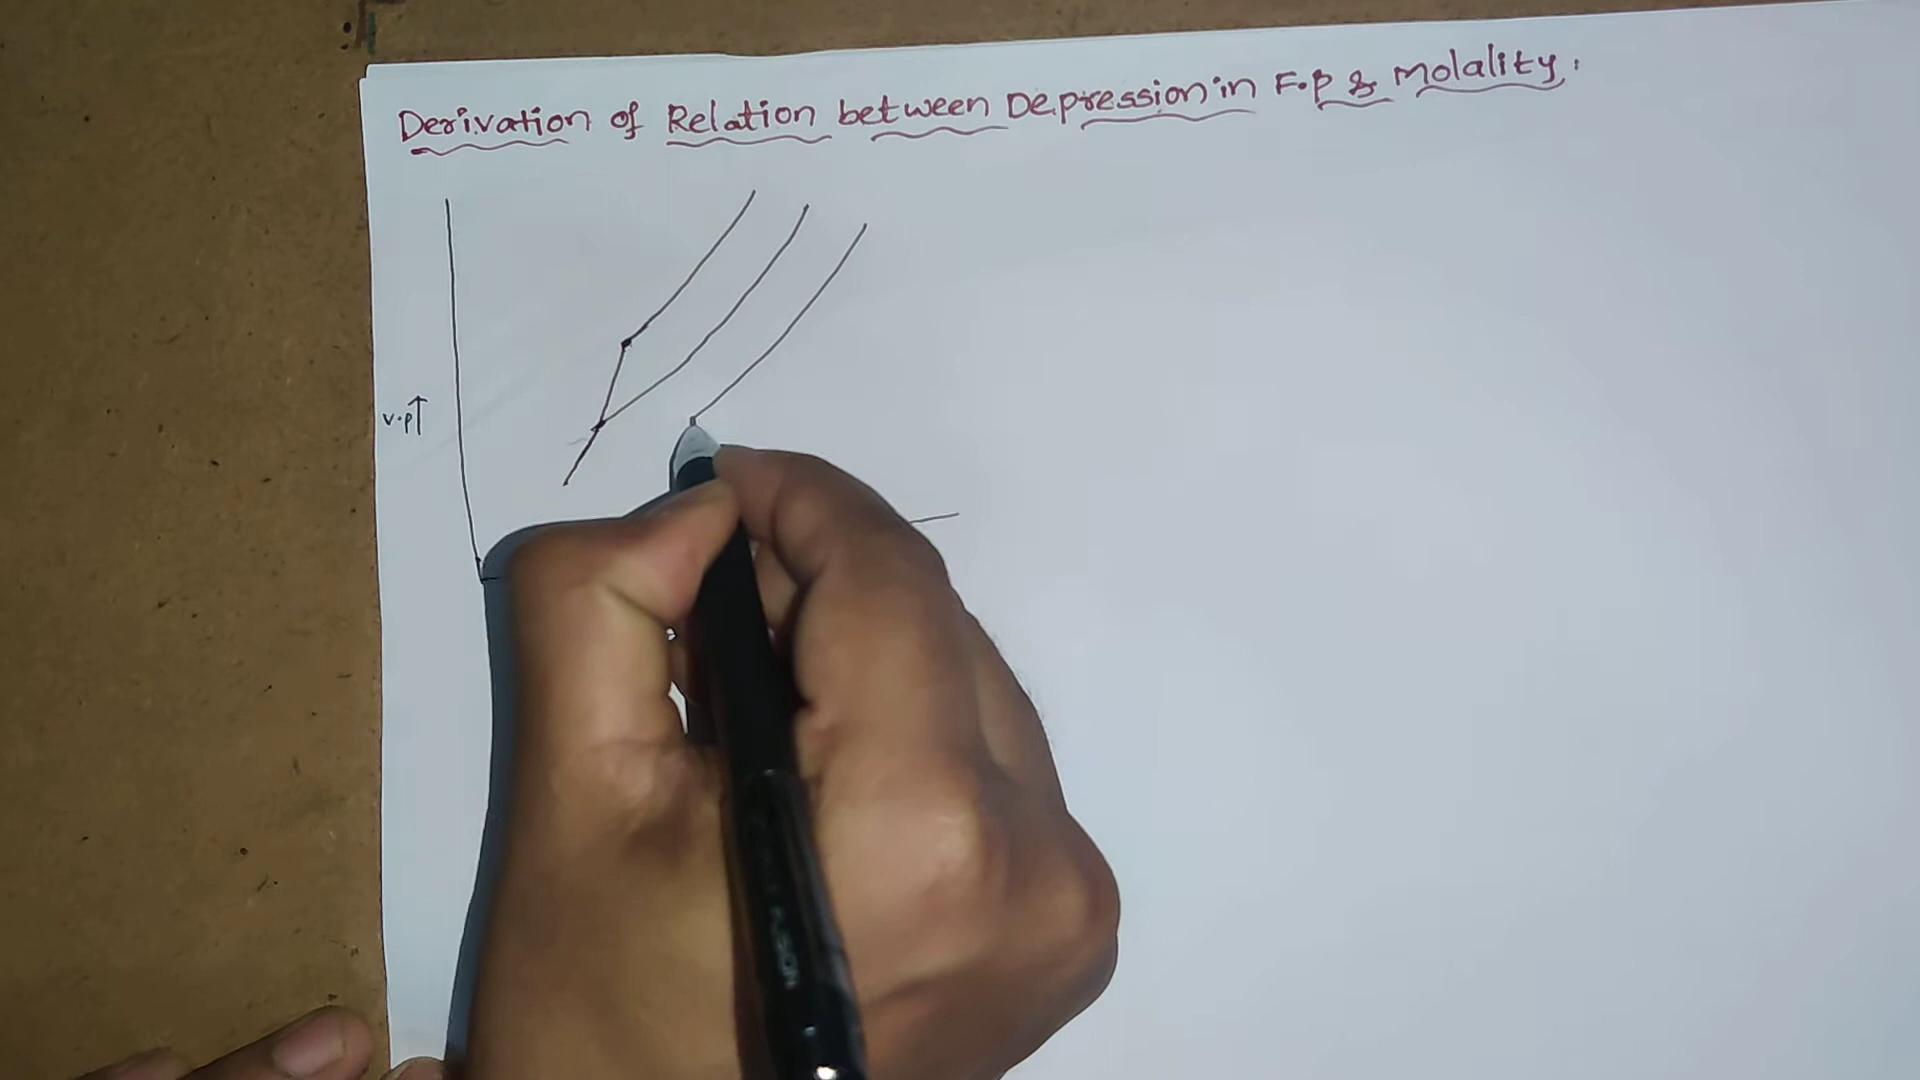 Derivation of Relation between Depression in F.p & Molality.
v.p↑